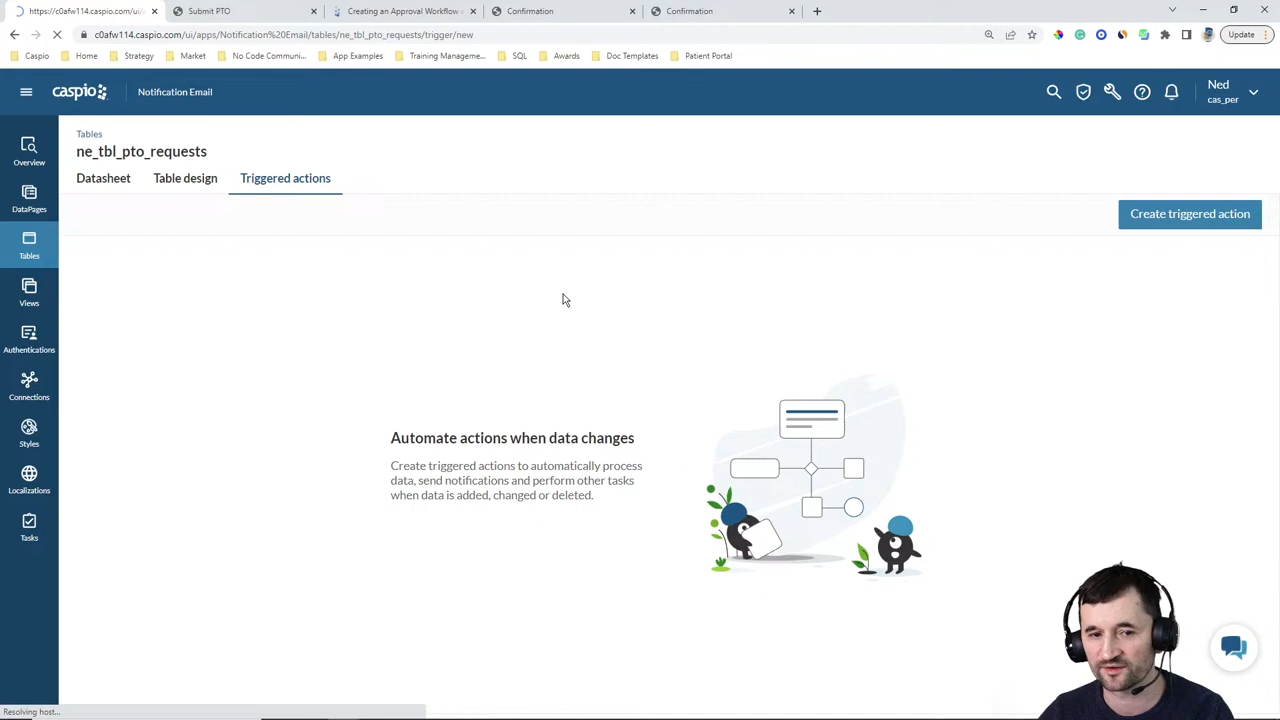 https://c0afw114.caspio.com/ui/a
Submit PTO
Creating an Approval Workflow
Confirmation
Confirmation
c0afw114.caspio.com/ui/apps/Notification%20Email/tables/ne_tbl_pto_requests/trigger/new
Update
Caspio
Home
Strategy
Market
No Code Communi...
App Examples
Training Manageme...
SQL
Awards
Doc Templates
Patient Portal
caspio
Notification Email
Ned
cas_per
Overview
DataPages
Tables
Views
Authentications
Connections
Styles
Localizations
Tasks
Tables
ne_tbl_pto_requests
Datasheet
Table design
Triggered actions
Create triggered action
Automate actions when data changes
Create triggered actions to automatically process
data, send notifications and perform other tasks
when data is added, changed or deleted.
Resolving host...